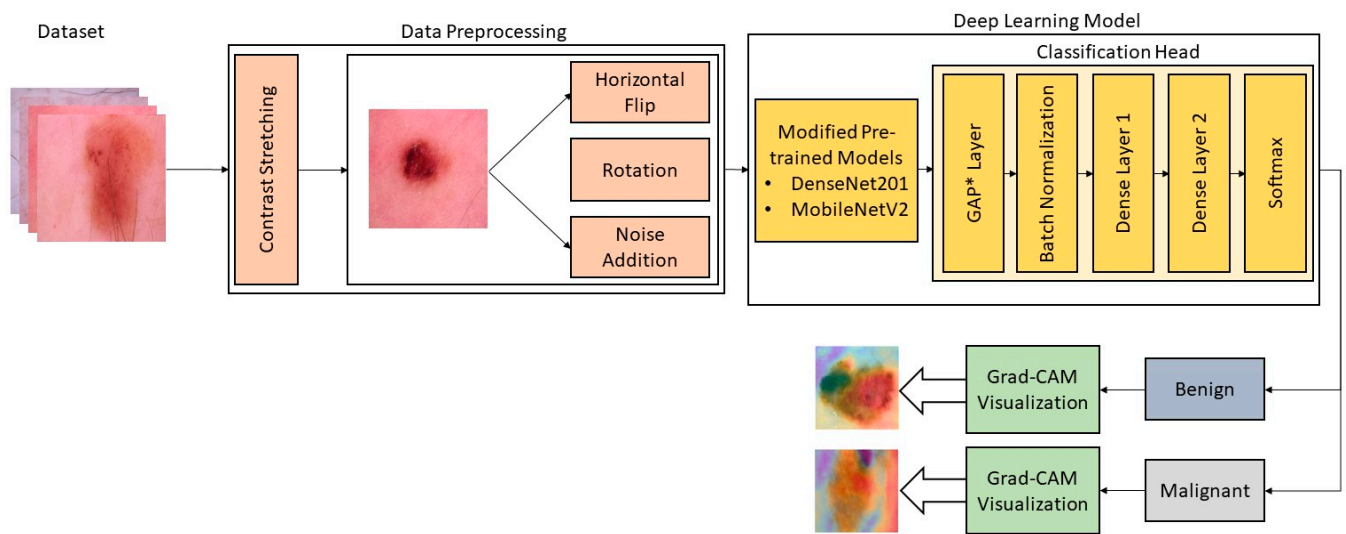 Dataset
Data Preprocessing
Contrast Stretching
Horizontal
Flip
Rotation
Noise
Addition
Deep Learning Model
Classification Head
Modified Pre-
trained Models
• DenseNet201
• MobileNetV2
GAP* Layer
Batch Normalization
Dense Layer 1
Dense Layer 2
Softmax
Grad-CAM
Visualization
Benign
Grad-CAM
Visualization
Malignant